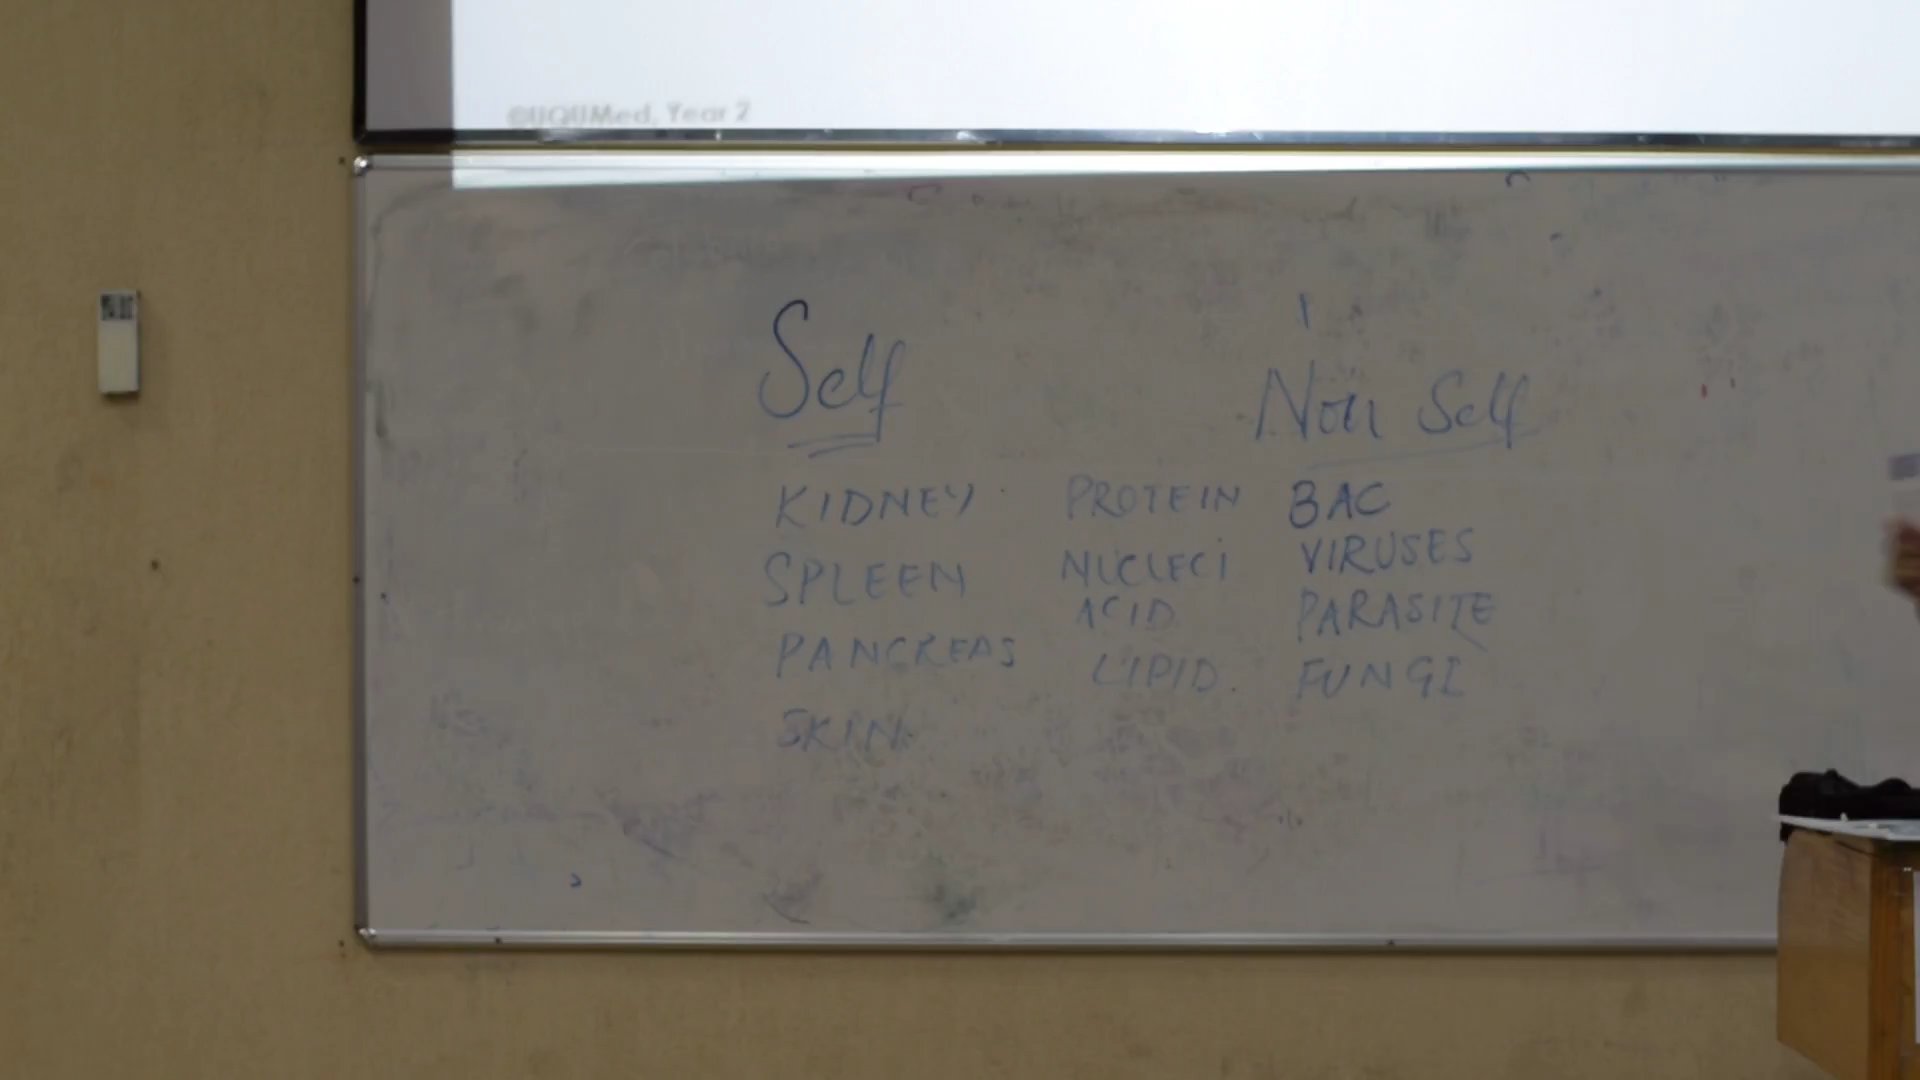 ©UQUMed, Year 2
Self
Non Self
KIDNEY
SPLEEN
PANCREAS
SKIN
PROTEIN
NUCLECI
ACID
LIPID.
BAC
VIRUSES
PARASITE
FUNGI